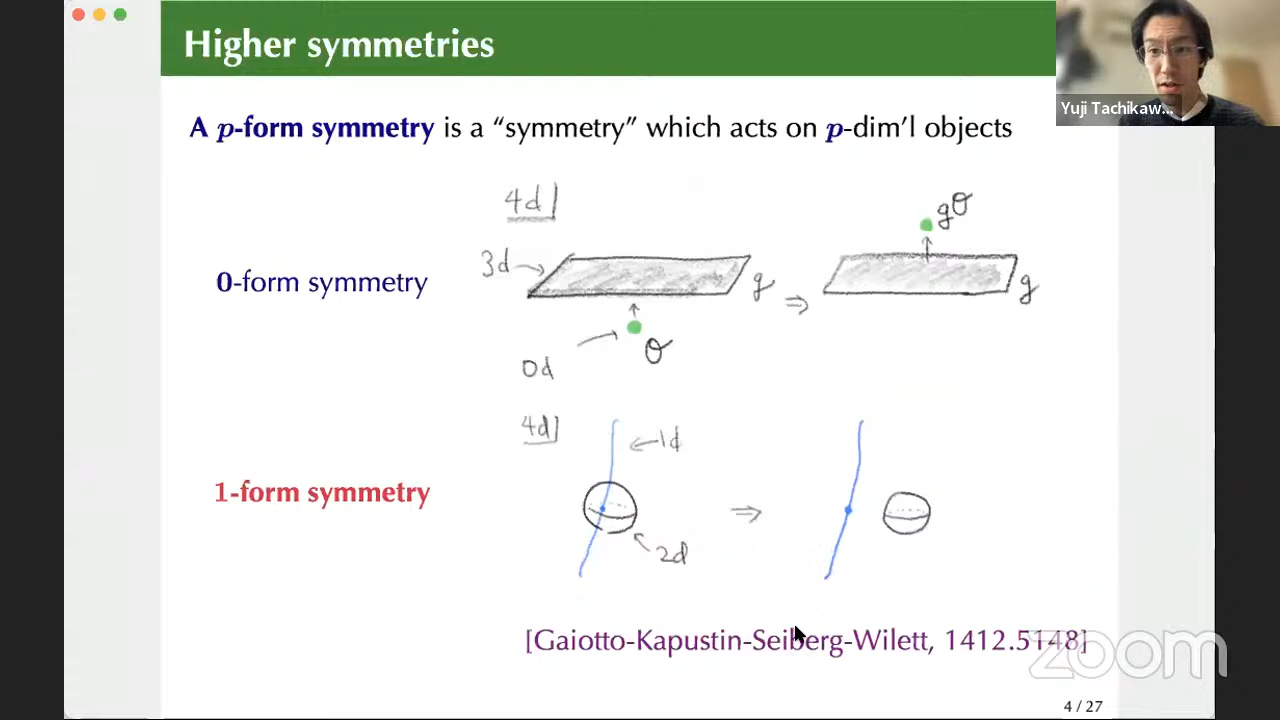 Higher symmetries
Yuji Tachikaw...
A p-form symmetry is a “symmetry” which acts on p-dim’l objects
4d
3d
0-form symmetry
g
⇒
gO
g
O
0d
4d
1d
1-form symmetry
⇒
2d
[Gaiotto-Kapustin-Seiberg-Wilett, 1412.5148]
zoom
4 / 27